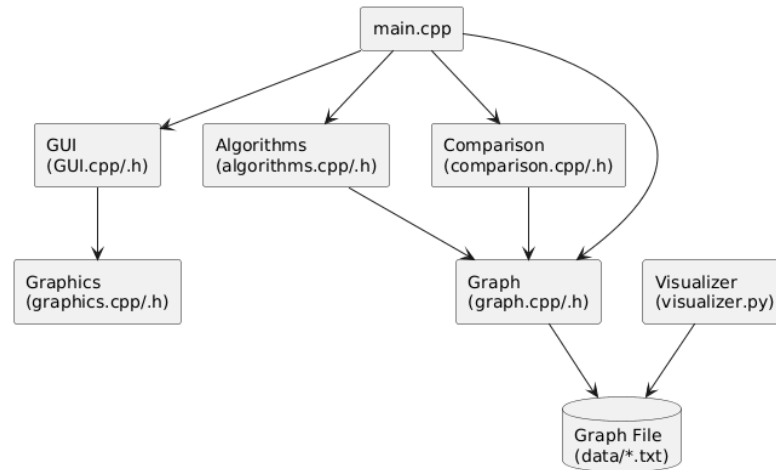 main.cpp
GUI
(GUI.cpp/.h)
Algorithms
(algorithms.cpp/.h)
Comparison
(comparison.cpp/.h)
Graphics
(graphics.cpp/.h)
Graph
(graph.cpp/.h)
Visualizer
(visualizer.py)
Graph File
(data/*.txt)